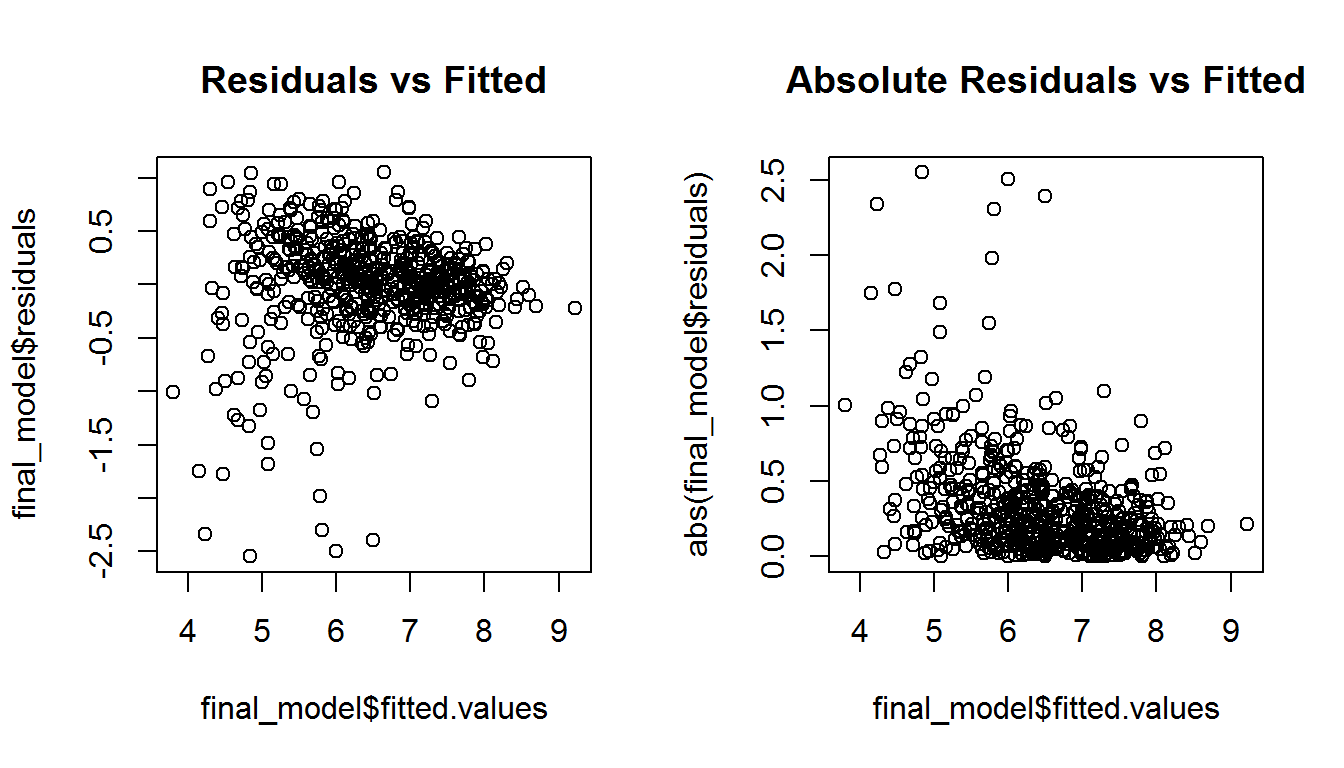 Residuals vs Fitted
final_model$residuals
0.5
-0.5
-1.5
-2.5
4 5 6 7 8 9
final_model$fitted.values
Absolute Residuals vs Fitted
abs(final_model$residuals)
2.5
2.0
1.5
1.0
0.5
0.0
4 5 6 7 8 9
final_model$fitted.values